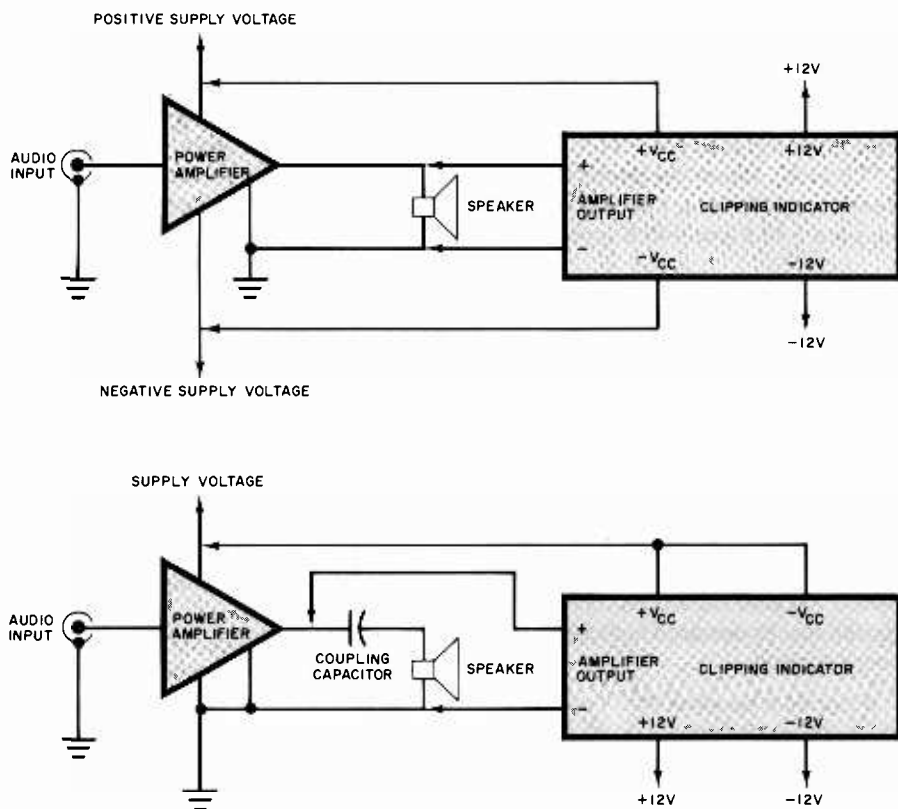 POSITIVE SUPPLY VOLTAGE
+12V
AUDIO
INPUT
POWER
AMPLIFIER
SPEAKER
+VCC
+12V
+
AMPLIFIER
OUTPUT
CLIPPING INDICATOR
−
−VCC
−12V
−12V
NEGATIVE SUPPLY VOLTAGE
SUPPLY VOLTAGE
AUDIO
INPUT
POWER
AMPLIFIER
COUPLING
CAPACITOR
SPEAKER
+VCC
−VCC
+
AMPLIFIER
OUTPUT
CLIPPING INDICATOR
−
+12V
−12V
+12V
−12V